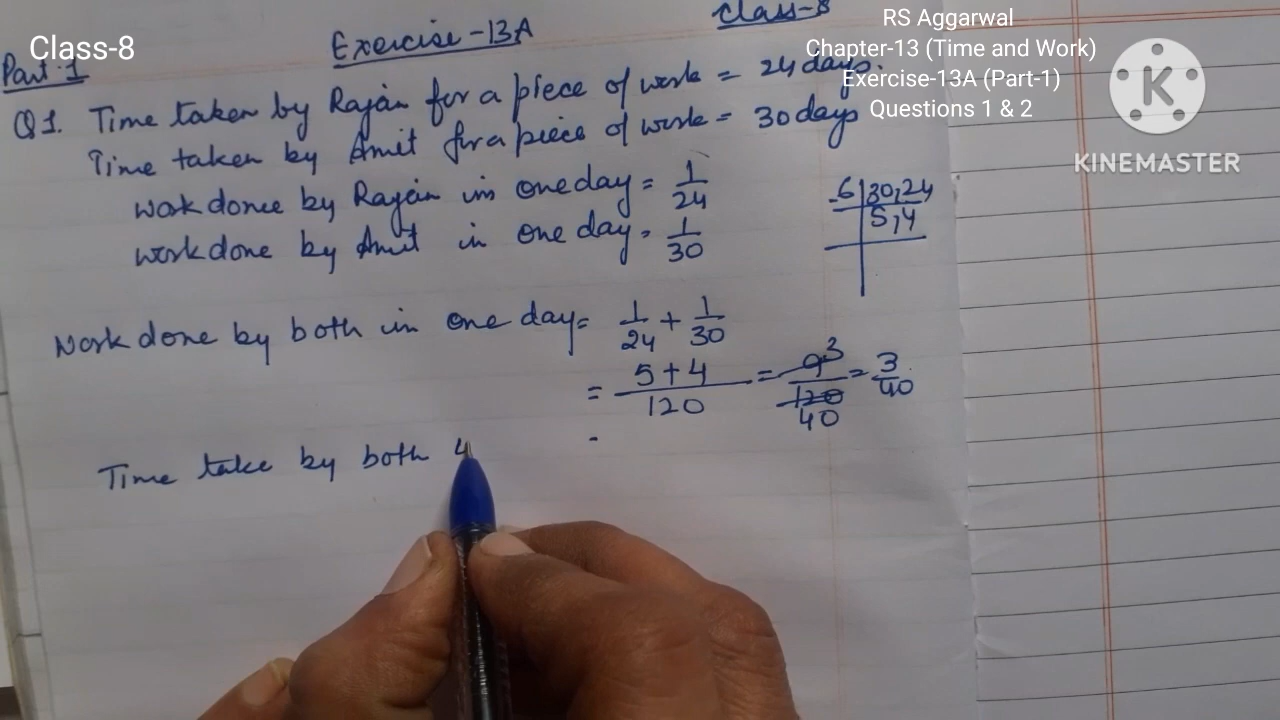 Class-8
RS Aggarwal
Chapter-13 (Time and Work)
Exercise-13A (Part-1)
Questions 1 & 2
KINEMASTER
Exercise-13A
Class-8
Part-1
Q1. Time taken by Rajan for a piece of work = 24 days.
Time taken by Amit for a piece of work = 30 days
work done by Rajan in one day = 1/24
work done by Amit in one day = 1/30
6 | 30, 24
5, 4
Work done by both in one day = 1/24 + 1/30
= 5+4/120 = 9 3/120 40 = 3/40
=
Time take by both